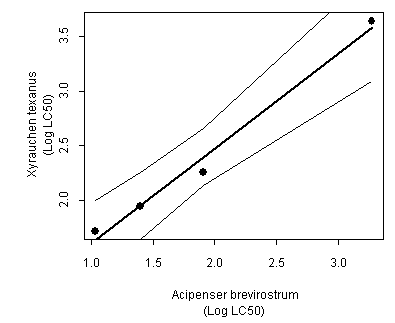 Xyrauchen texanus
(Log LC50)
3.5
3.0
2.5
2.0
1.0 1.5 2.0 2.5 3.0
Acipenser brevirostrum
(Log LC50)